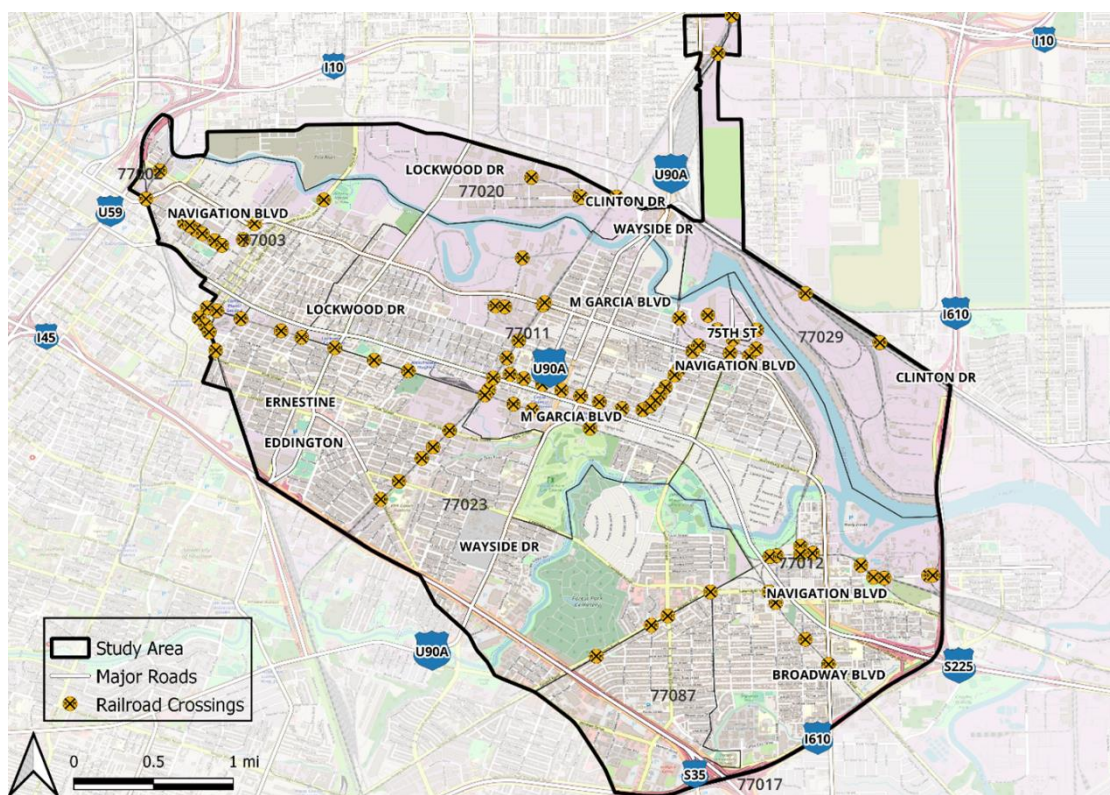 I10
I10
LOCKWOOD DR
77020
77002
U90A
CLINTON DR
U59
NAVIGATION BLVD
WAYSIDE DR
77003
M GARCIA BLVD
LOCKWOOD DR
I610
I45
77011
75TH ST
77029
NAVIGATION BLVD
U90A
CLINTON DR
ERNESTINE
M GARCIA BLVD
EDDINGTON
77023
WAYSIDE DR
77012
NAVIGATION BLVD
Study Area
U90A
S225
Major Roads
BROADWAY BLVD
Railroad Crossings
77087
I610
0 0.5 1 mi
S35
77017